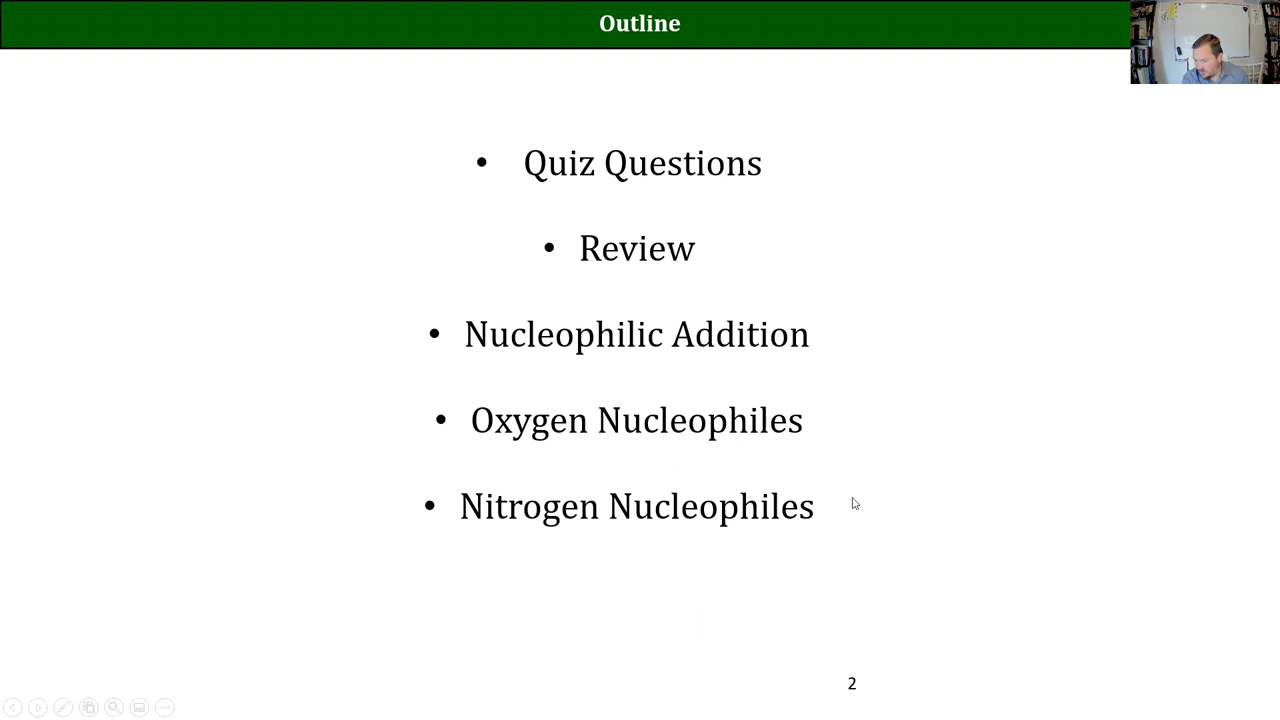 Outline
• Quiz Questions
• Review
• Nucleophilic Addition
• Oxygen Nucleophiles
• Nitrogen Nucleophiles
2